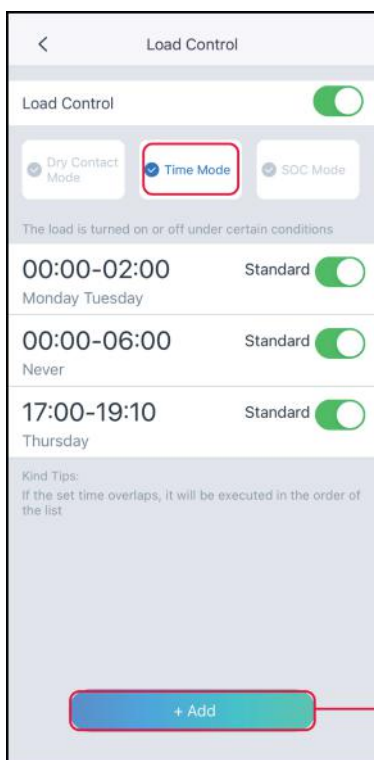 Load Control
Load Control
Dry Contact
Mode
Time Mode
SOC Mode
The load is turned on or off under certain conditions
00:00-02:00
Standard
Monday Tuesday
00:00-06:00
Standard
Never
17:00-19:10
Standard
Thursday
Kind Tips:
If the set time overlaps, it will be executed in the order of
the list
+ Add